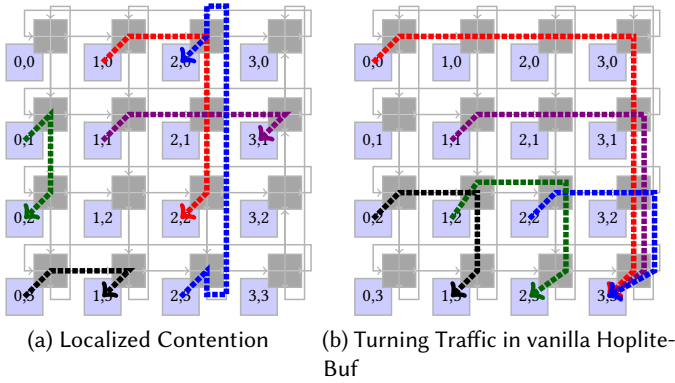 0,0 1,0 2,0 3,0 0,0 1,0 2,0 3,0
0,1 1,1 2,1 3,1 0,1 1,1 2,1 3,1
0,2 1,2 2,2 3,2 0,2 1,2 2,2 3,2
0,3 1,3 2,3 3,3 0,3 1,3 2,3 3,3
(a) Localized Contention (b) Turning Traffic in vanilla Hoplite-
Buf